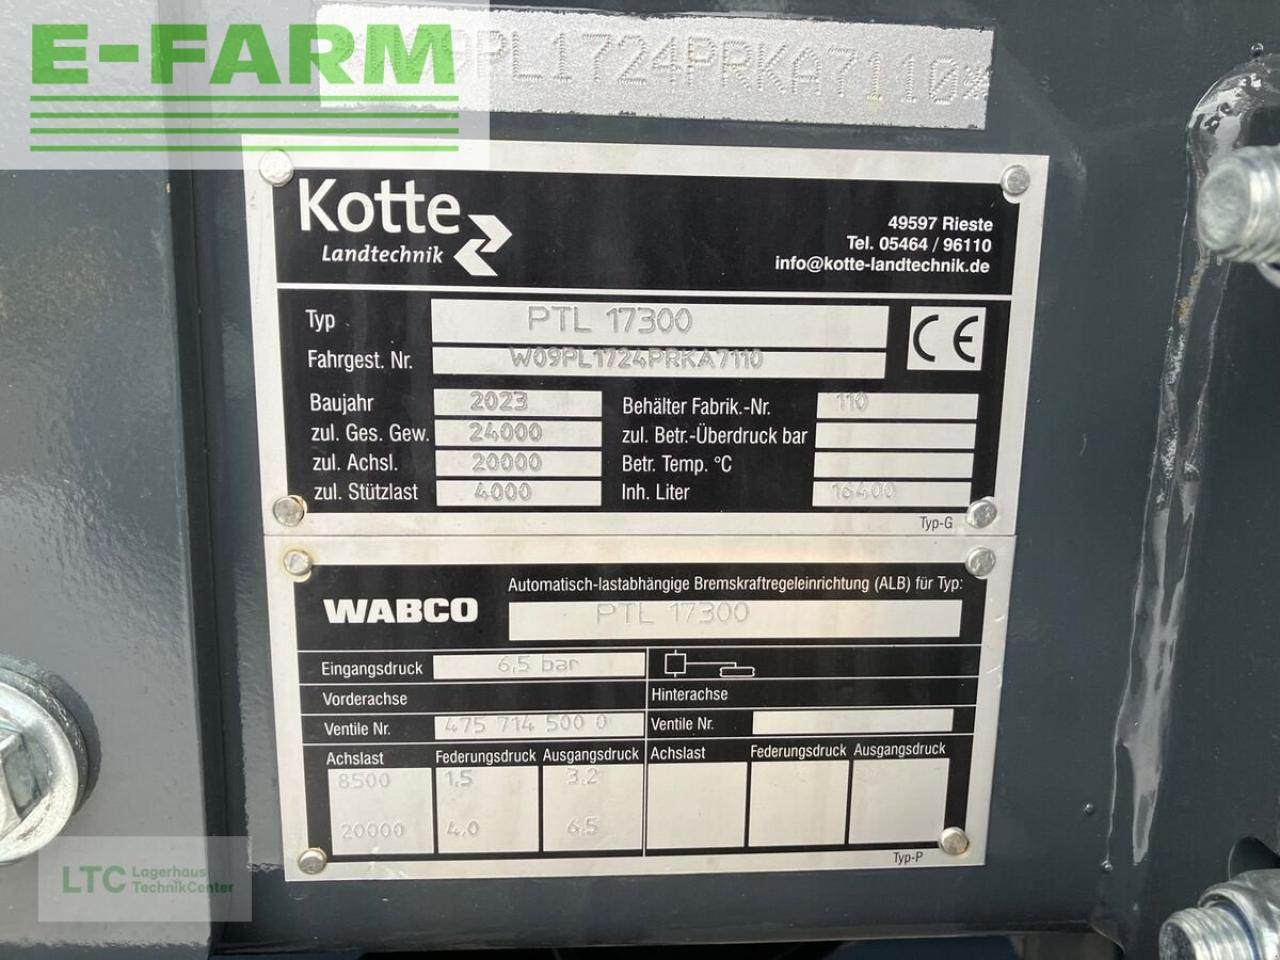 E-FARM
09PL1724PRKA7110*
Kotte
Landtechnik
49597 Rieste
Tel. 05464 / 96110
info@kotte-landtechnik.de
Typ PTL 17300
CE
Fahrgest. Nr. W09PL1724PRKA7110
Baujahr 2023 Behälter Fabrik.-Nr. 110
zul. Ges. Gew. 24000 zul. Betr.-Überdruck bar
zul. Achsl. 20000 Betr. Temp. °C
zul. Stützlast 4000 Inh. Liter 16400
Typ-G
WABCO
Automatisch-lastabhängige Bremskraftregeleinrichtung (ALB) für Typ:
PTL 17300
Eingangsdruck 6,5 bar
Vorderachse Hinterachse
Ventile Nr. 475 714 500 0 Ventile Nr.
Achslast Federungsdruck Ausgangsdruck Achslast Federungsdruck Ausgangsdruck
8500 1,5 3,2
20000 4,0 6,5
Typ-P
LTC Lagerhaus
TechnikCenter